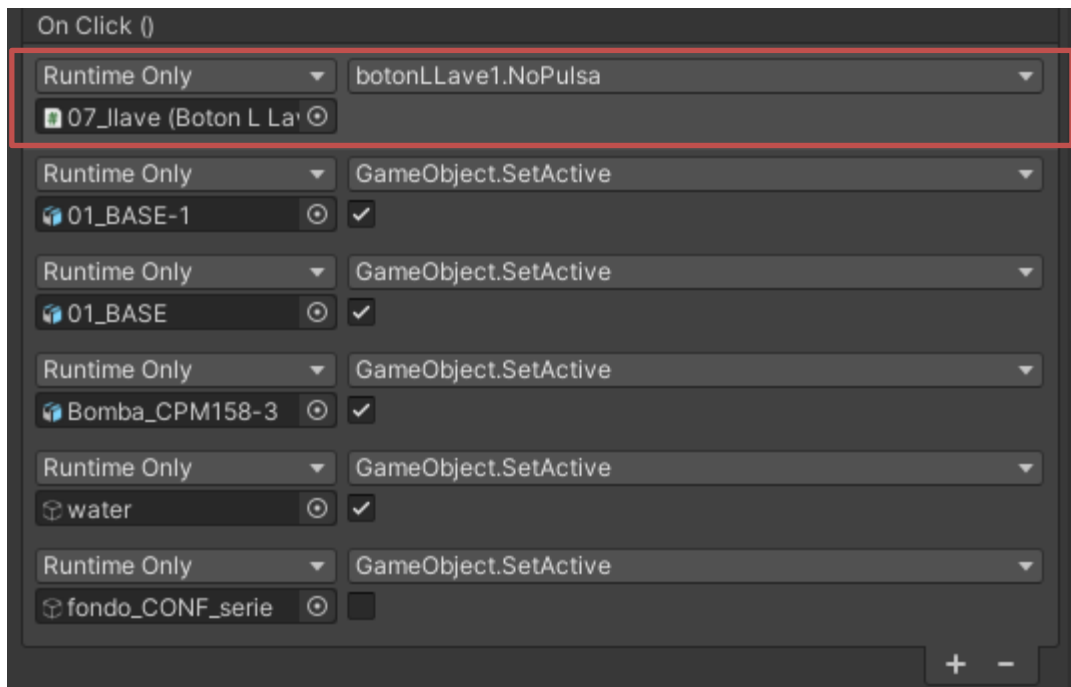 On Click ()
Runtime Only botonLLave1.NoPulsa
07_llave (Boton L La
Runtime Only GameObject.SetActive
01_BASE-1
Runtime Only GameObject.SetActive
01_BASE
Runtime Only GameObject.SetActive
Bomba_CPM158-3
Runtime Only GameObject.SetActive
water
Runtime Only GameObject.SetActive
fondo_CONF_serie
+ −